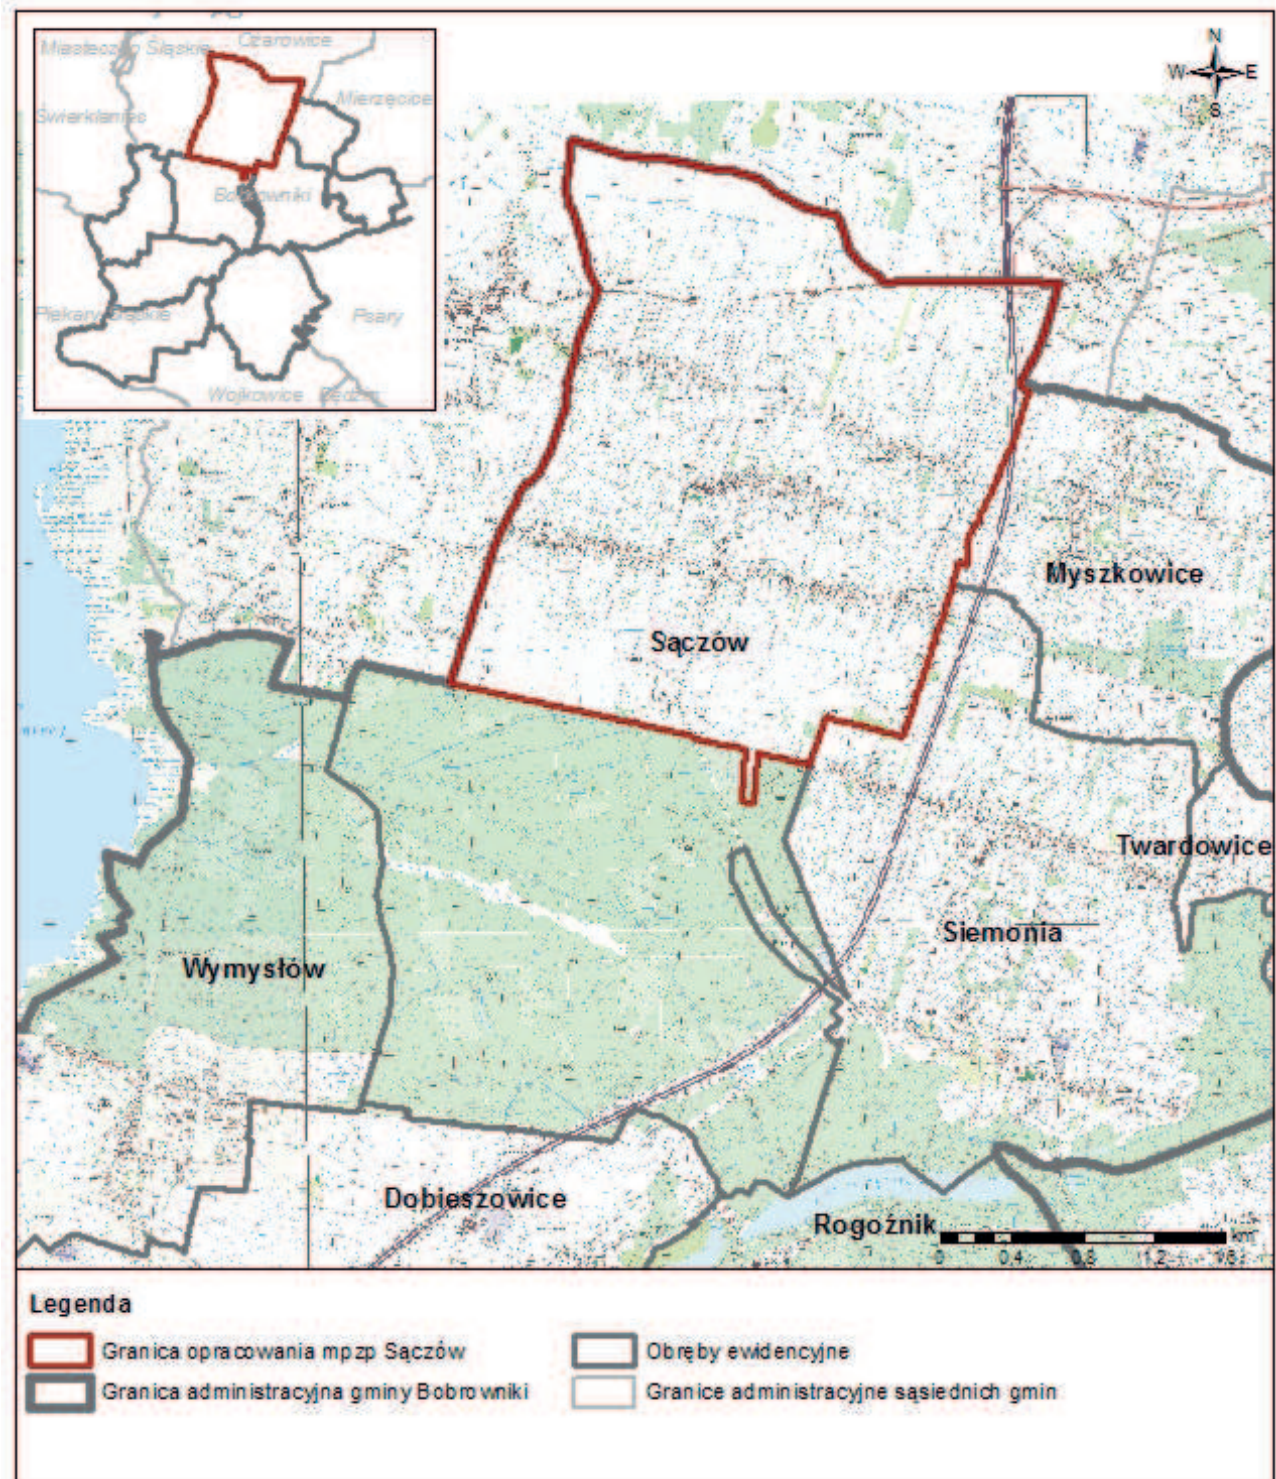 Miasteczko Śląskie
Ożarowice
Mierzęcice
Świerklaniec
Bobrowniki
Piekary Śląskie
Psary
Wojkowice
Będzin
N
W
E
S
Myszkowice
Sączów
Twardowice
Siemonia
Wymysłów
Dobieszowice
Rogoźnik
km
0 0,4 0,8 1,2 1,6
Legenda
Granica opracowania mpzp Sączów
Obręby ewidencyjne
Granica administracyjna gminy Bobrowniki
Granice administracyjne sąsiednich gmin